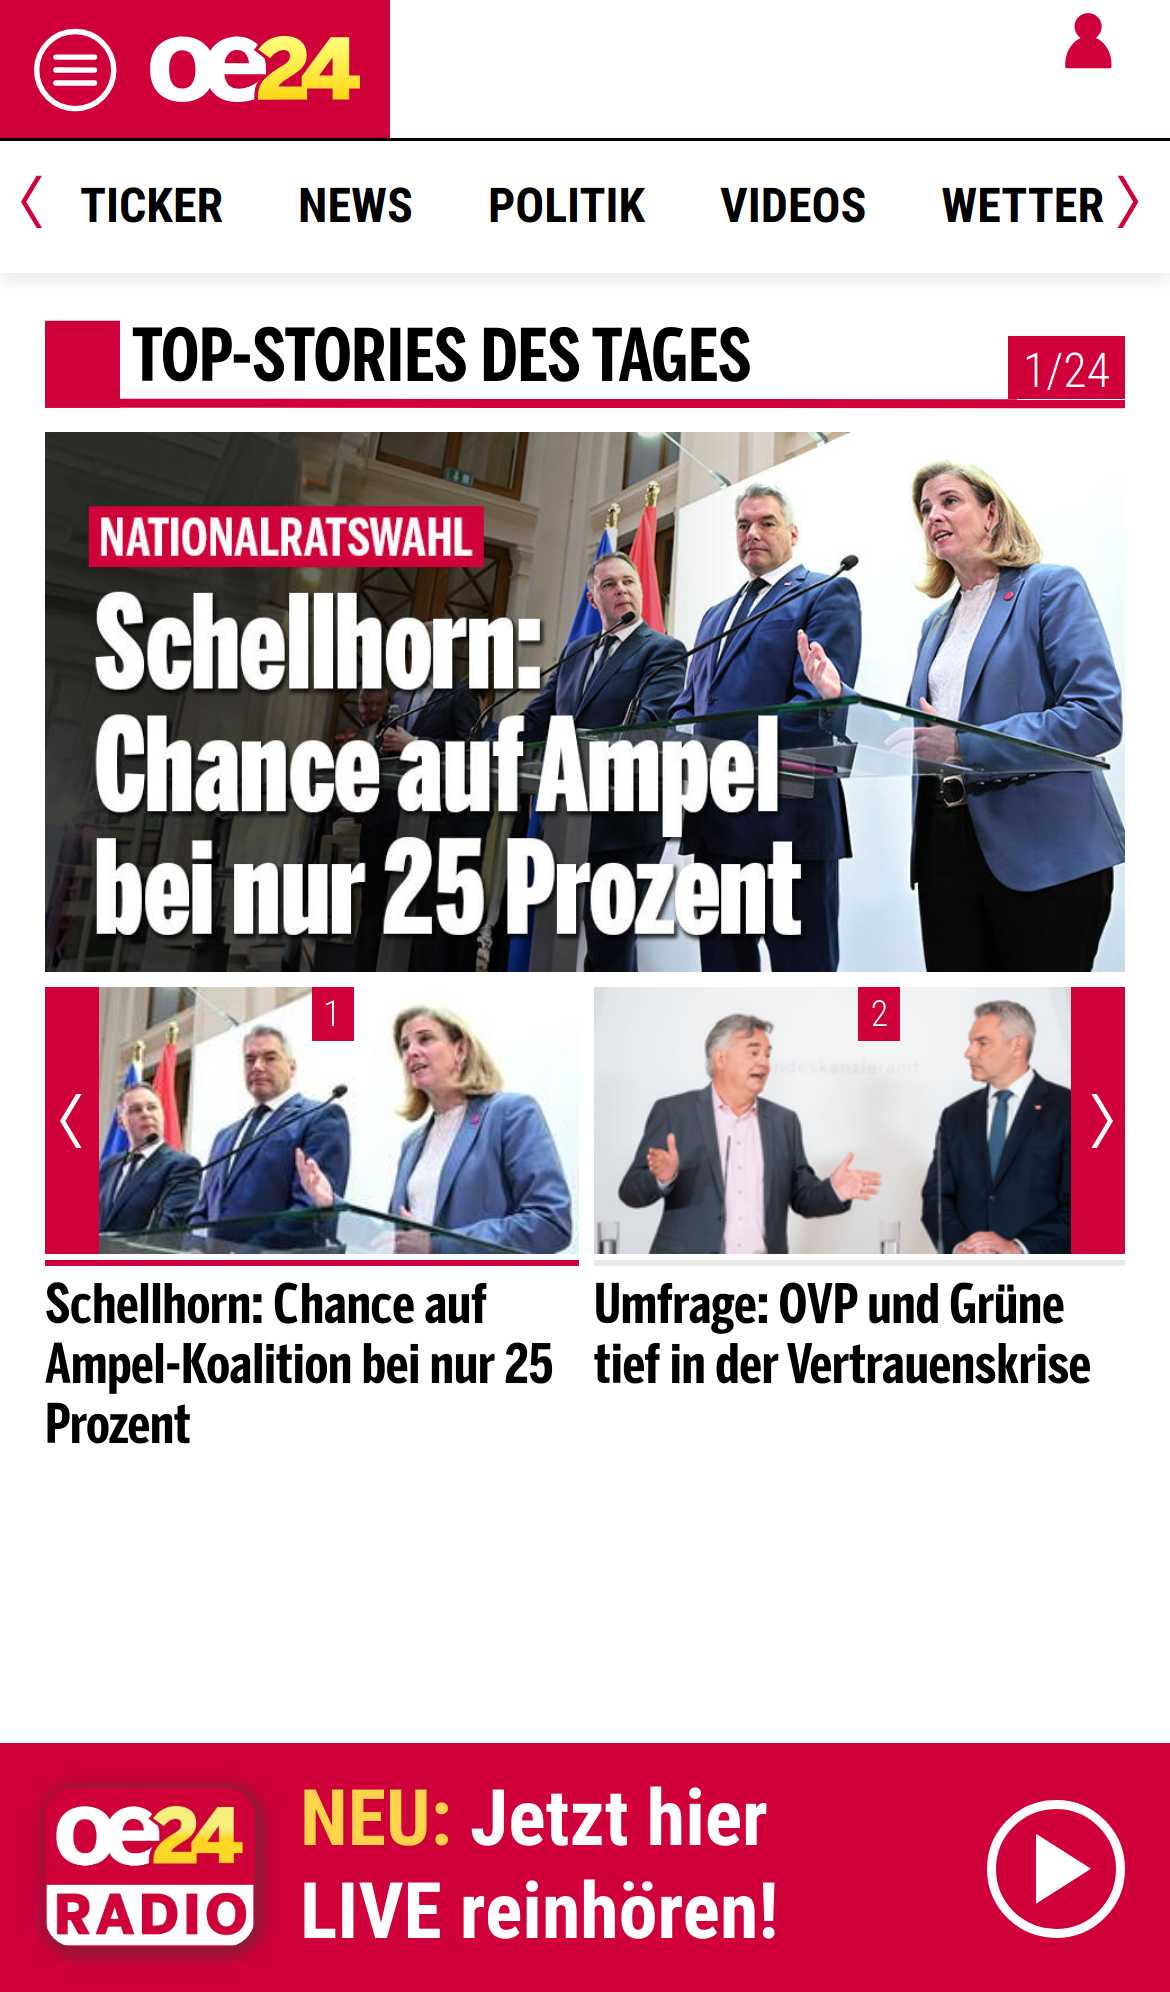 oe24
TICKER NEWS POLITIK VIDEOS WETTER
TOP-STORIES DES TAGES
1/24
NATIONALRATSWAHL
Schellhorn:
Chance auf Ampel
bei nur 25 Prozent
1
2
Schellhorn: Chance auf
Ampel-Koalition bei nur 25
Prozent
Umfrage: ÖVP und Grüne
tief in der Vertrauenskrise
oe24
RADIO
NEU: Jetzt hier
LIVE reinhören!